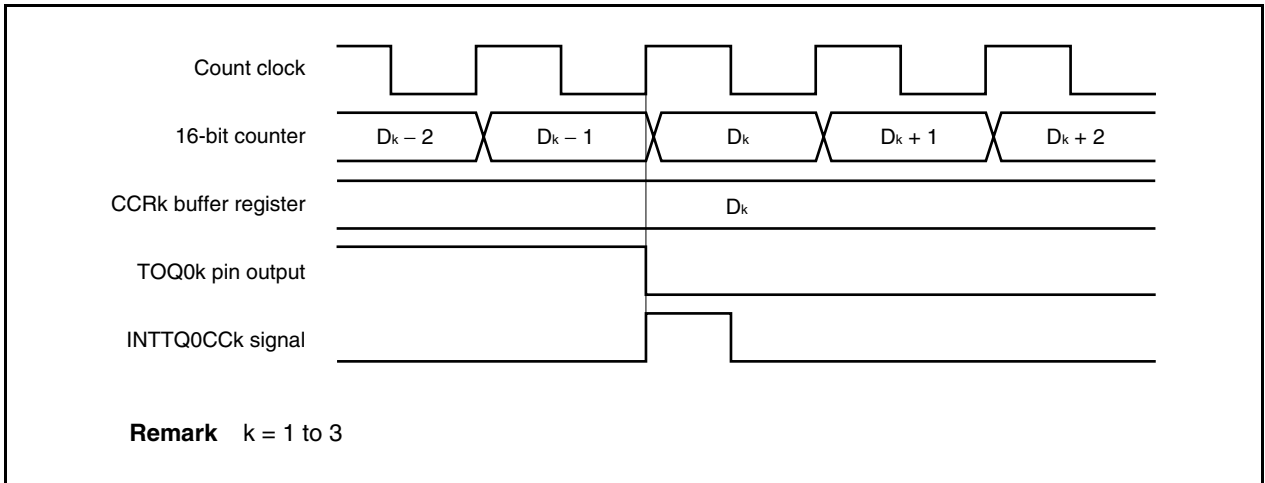 Count clock
16-bit counter Dk − 2 Dk − 1 Dk Dk + 1 Dk + 2
CCRk buffer register Dk
TOQ0k pin output
INTTQ0CCk signal
Remark k = 1 to 3